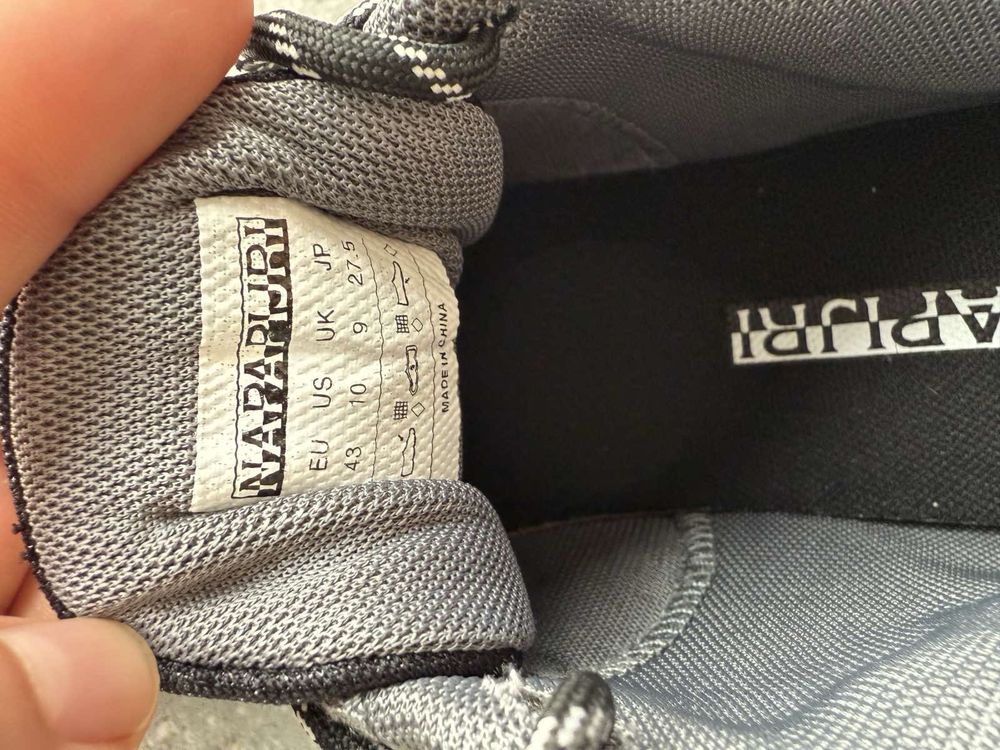 NAPAPIJRI
EU US UK JP
43 10 9 27.5
MADE IN CHINA
APIJRI